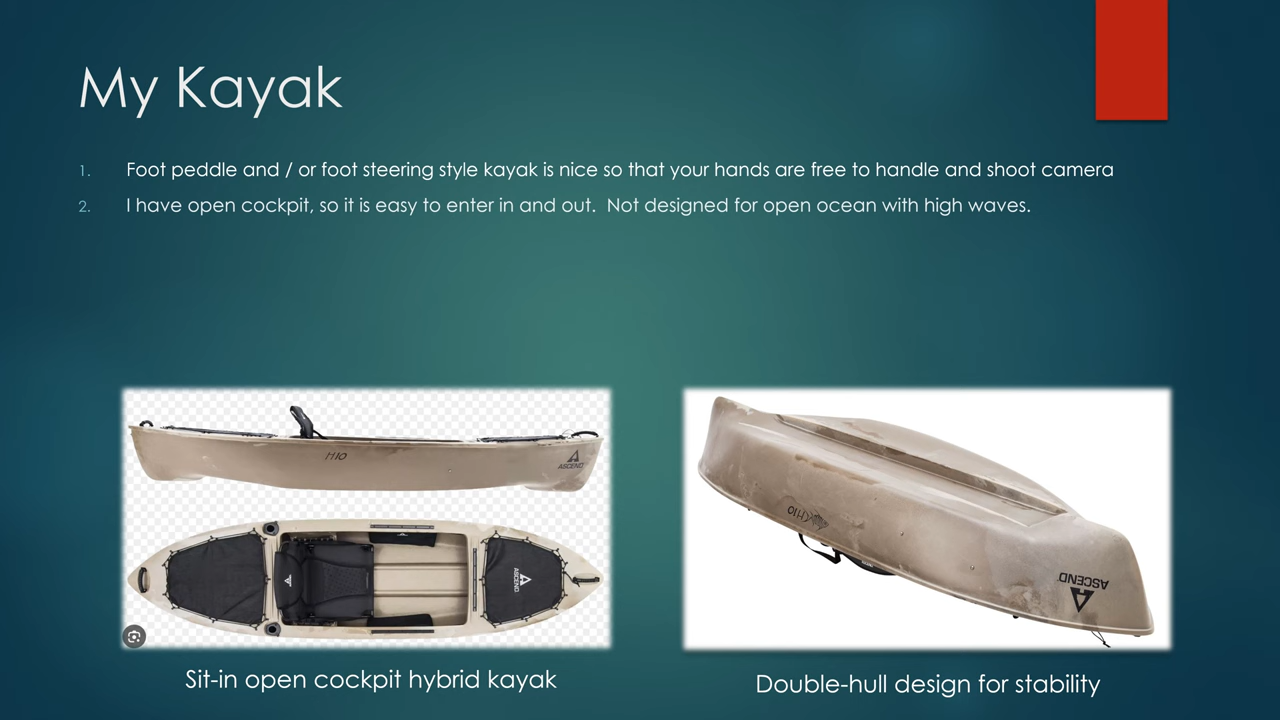 My Kayak
1. Foot peddle and / or foot steering style kayak is nice so that your hands are free to handle and shoot camera
2. I have open cockpit, so it is easy to enter in and out.  Not designed for open ocean with high waves.
H10
ASCEND
ASCEND
H10
ASCEND
Sit-in open cockpit hybrid kayak
Double-hull design for stability